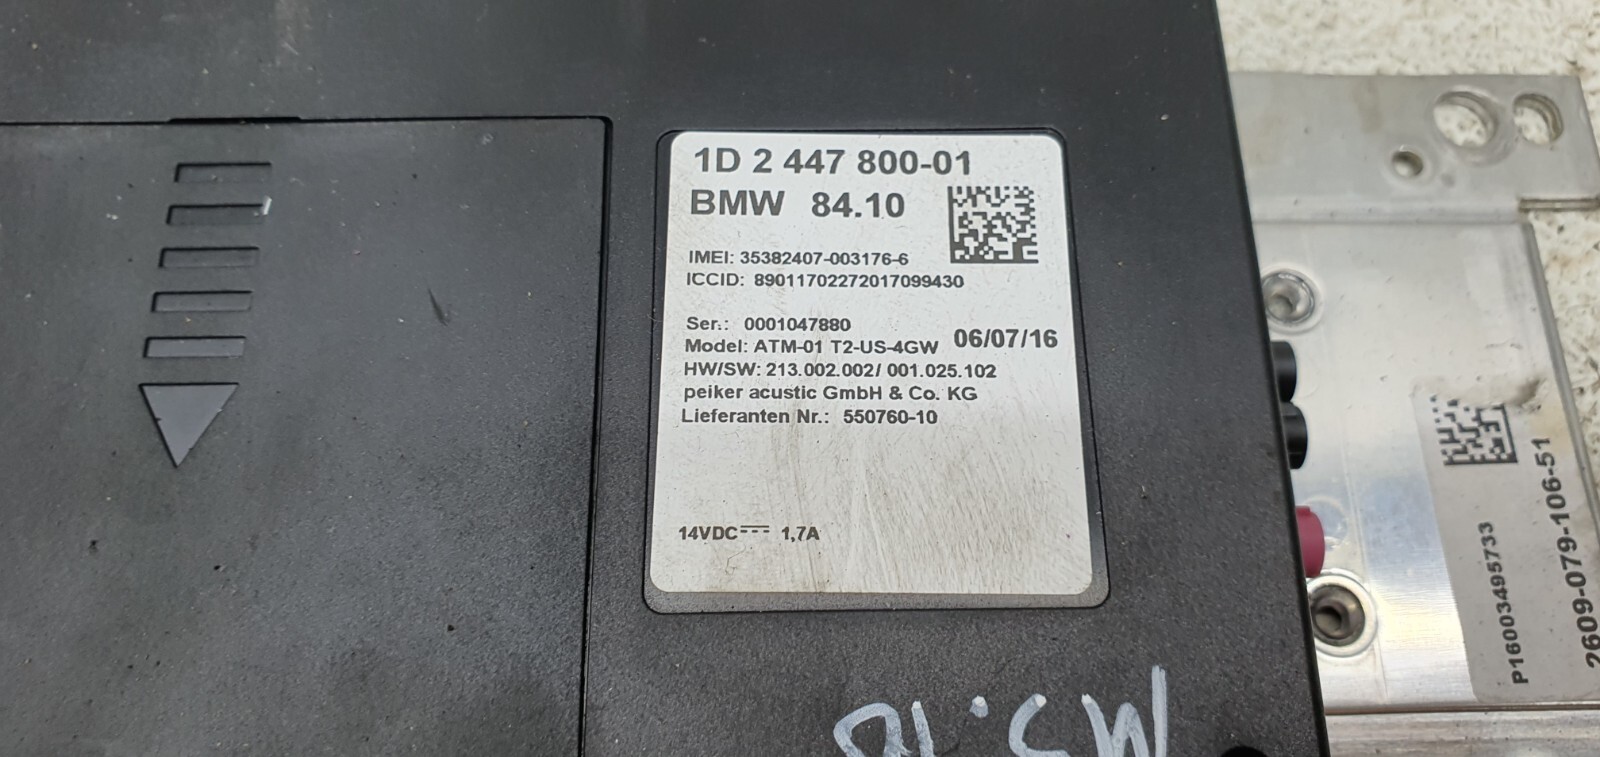 1D 2 447 800-01
BMW 84.10
IMEI: 35382407-003176-6
ICCID: 89011702272017099430
Ser.: 0001047880
Model: ATM-01 T2-US-4GW 06/07/16
HW/SW: 213.002.002/ 001.025.102
peiker acustic GmbH & Co. KG
Lieferanten Nr.: 550760-10
14VDC 1,7A
P16003495733
2609-079-106-51